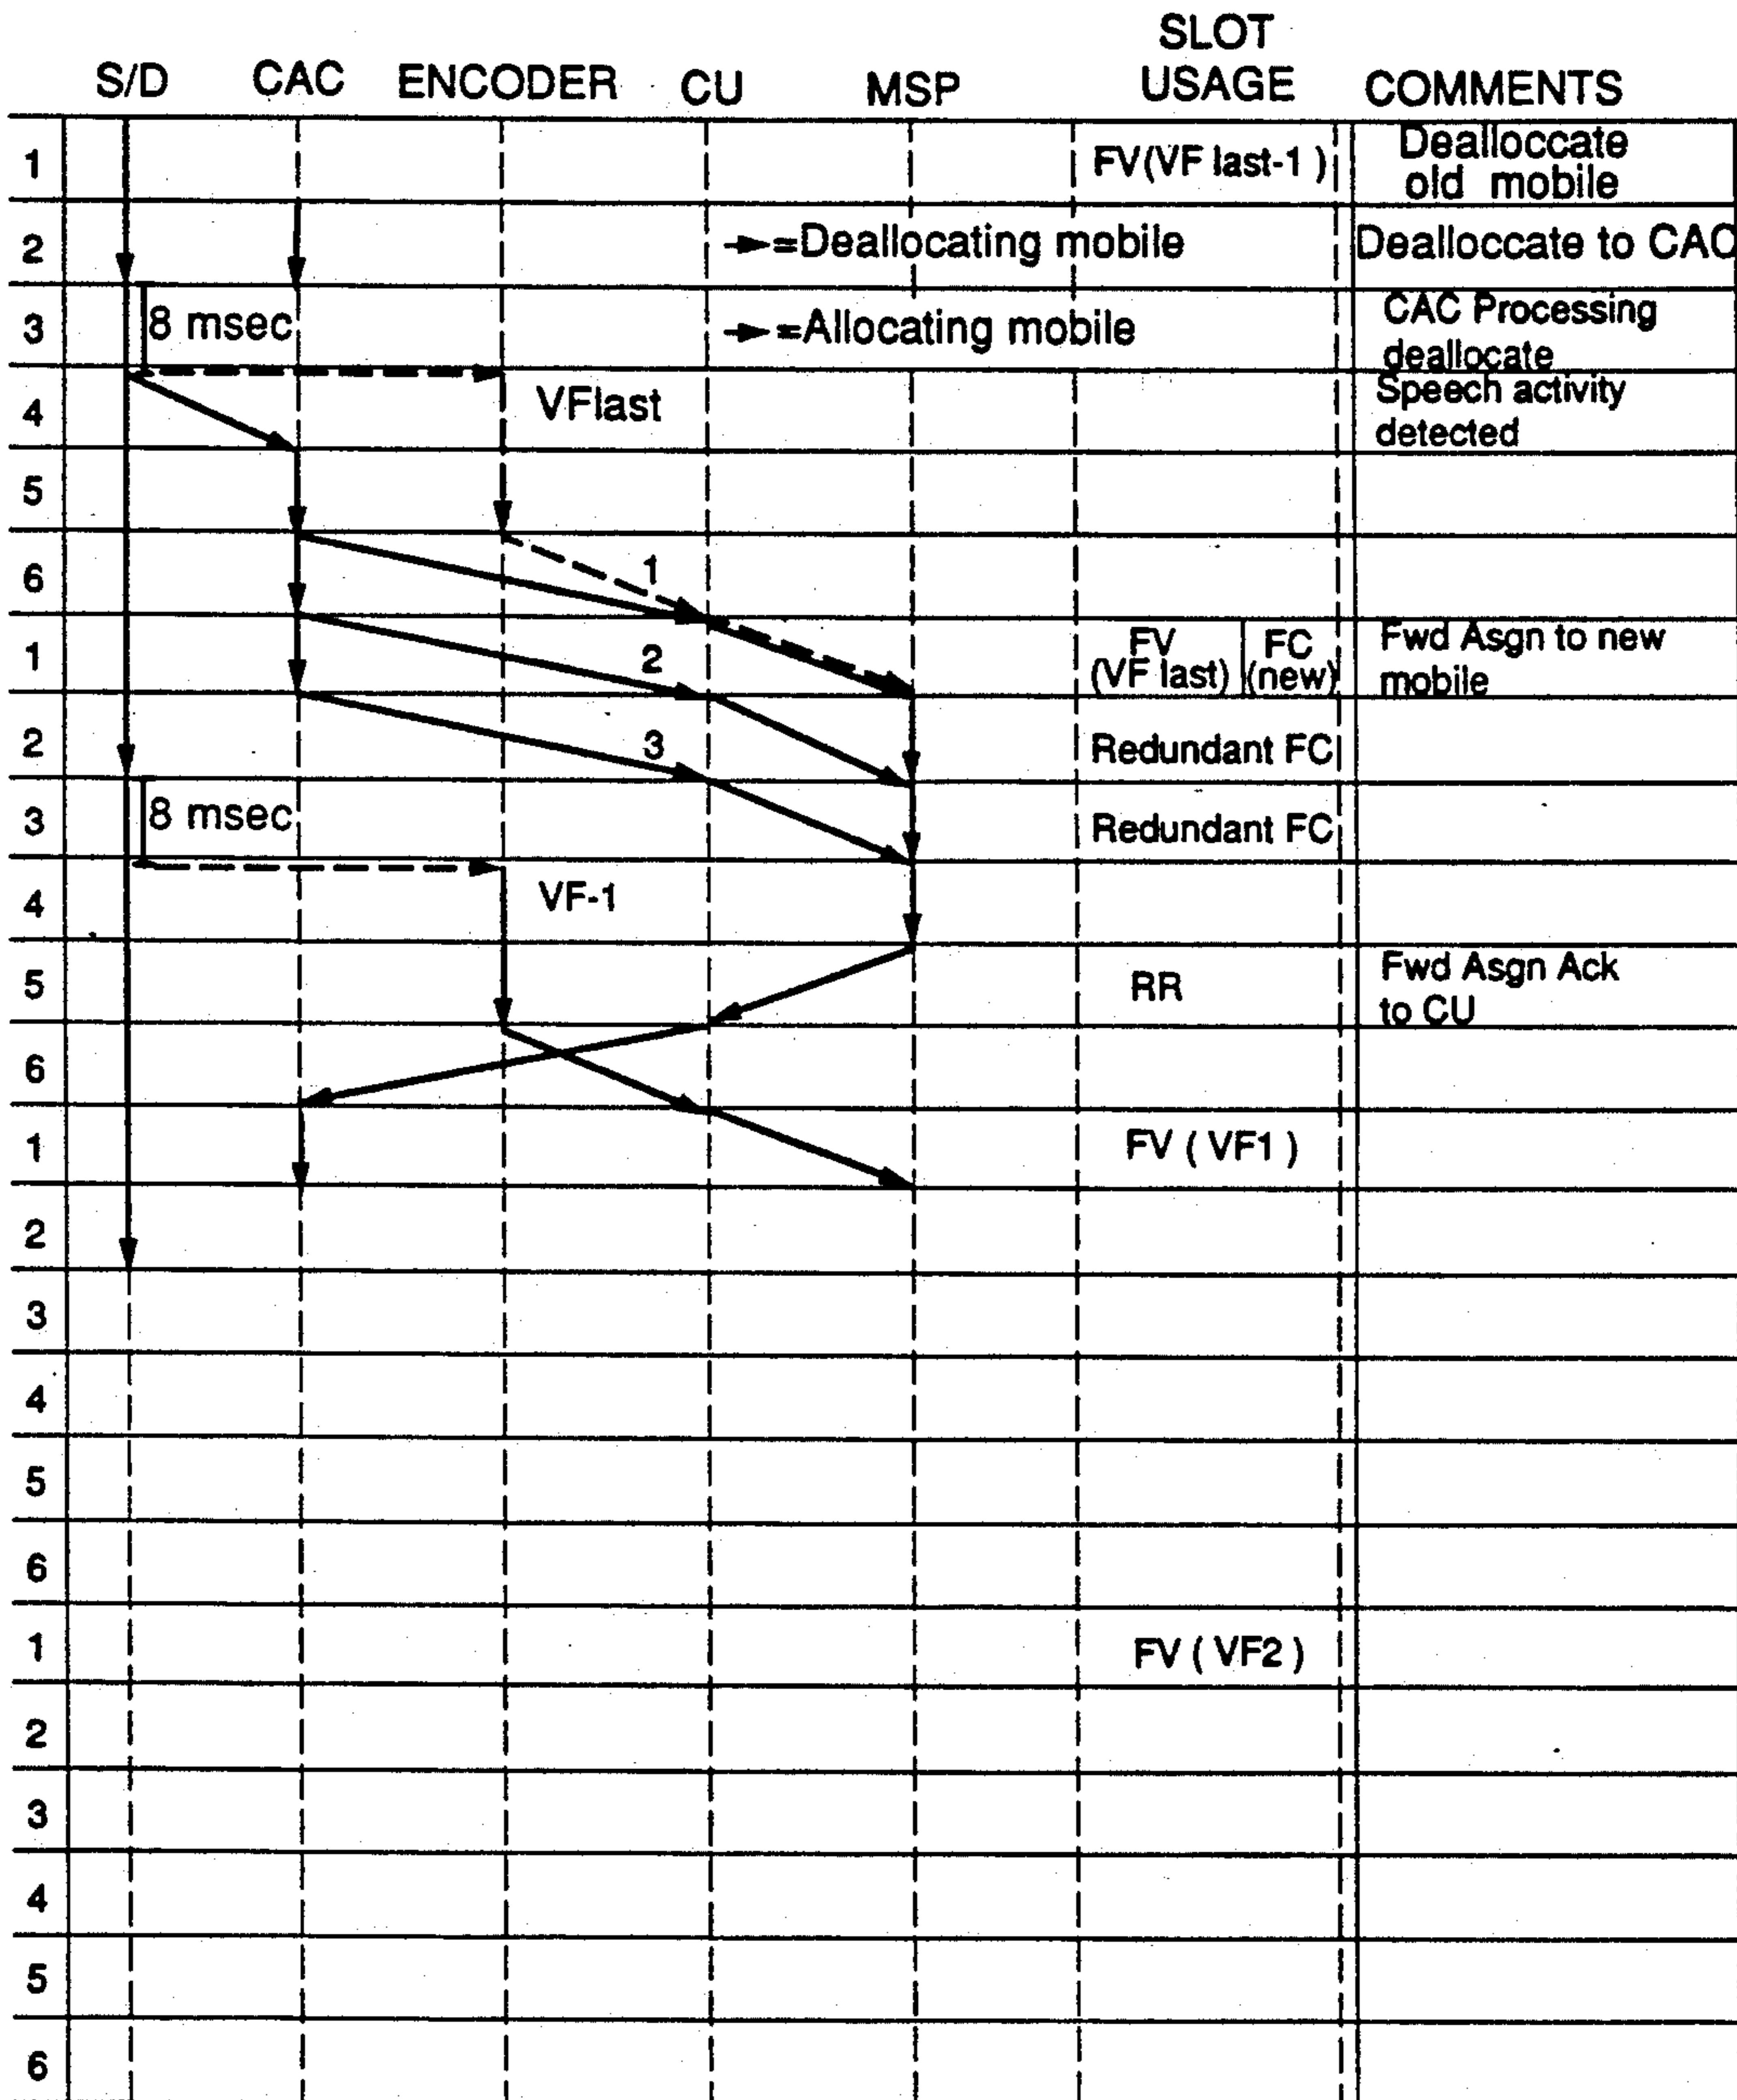 SLOT
S/D CAC ENCODER CU MSP USAGE COMMENTS
1 FV(VF last-1) Dealloccate
old mobile
2 =Deallocating mobile Dealloccate to CAC
3 8 msec =Allocating mobile CAC Processing
deallocate
4 VFlast Speech activity
detected
5
6 1
1 2 FV FC Fwd Asgn to new
(VF last) (new) mobile
2 3 Redundant FC
3 8 msec Redundant FC
4 VF-1
5 RR Fwd Asgn Ack
to CU
6
1 FV ( VF1 )
2
3
4
5
6
1 FV ( VF2 )
2
3
4
5
6